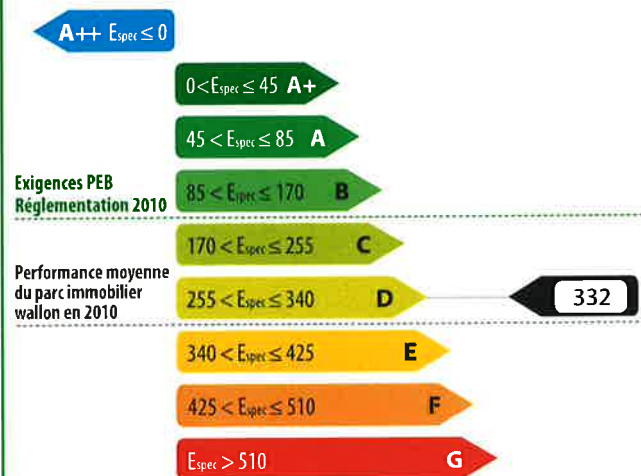 A++ Espec ≤ 0
0 < Espec ≤ 45 A+
45 < Espec ≤ 85 A
Exigences PEB
Réglementation 2010
85 < Espec ≤ 170 B
170 < Espec ≤ 255 C
Performance moyenne
du parc immobilier
wallon en 2010
255 < Espec ≤ 340 D
332
340 < Espec ≤ 425 E
425 < Espec ≤ 510 F
Espec > 510 G